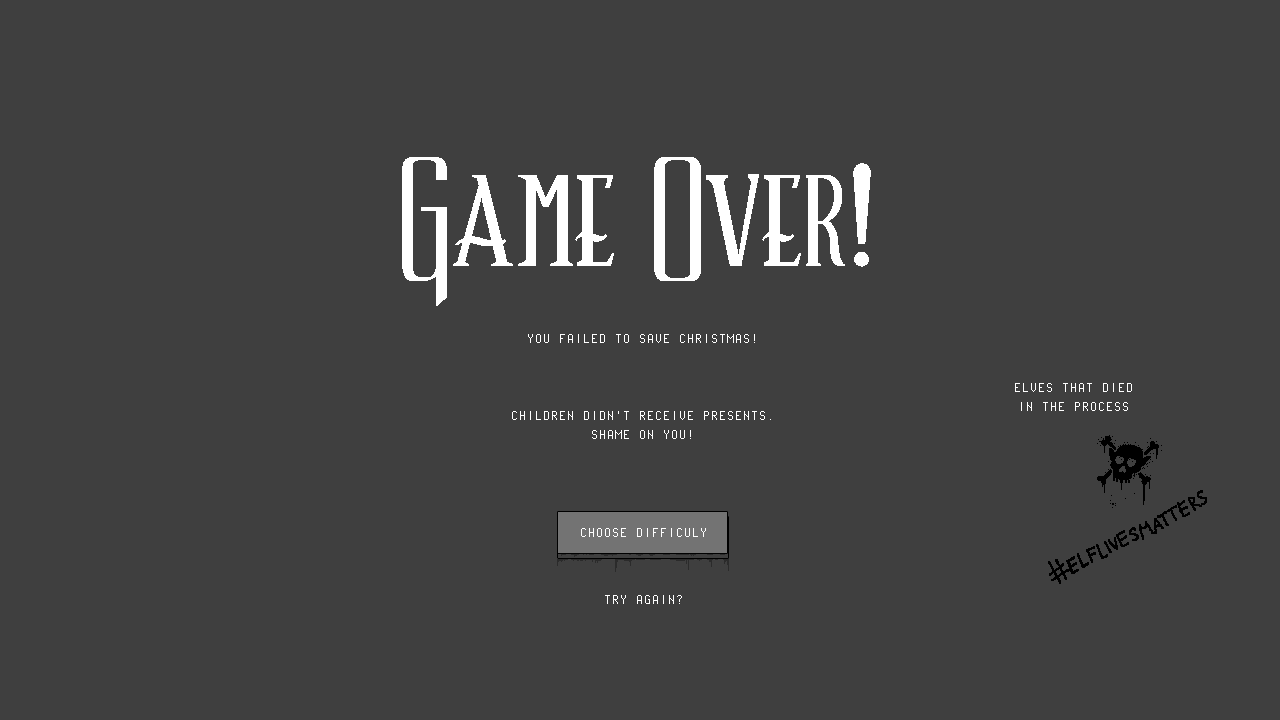 GAME OVER!
YOU FAILED TO SAVE CHRISTMAS!
CHILDREN DIDN'T RECEIVE PRESENTS.
SHAME ON YOU!
ELVES THAT DIED
IN THE PROCESS
#ELFLIVESMATTERS
CHOOSE DIFFICULY
TRY AGAIN?